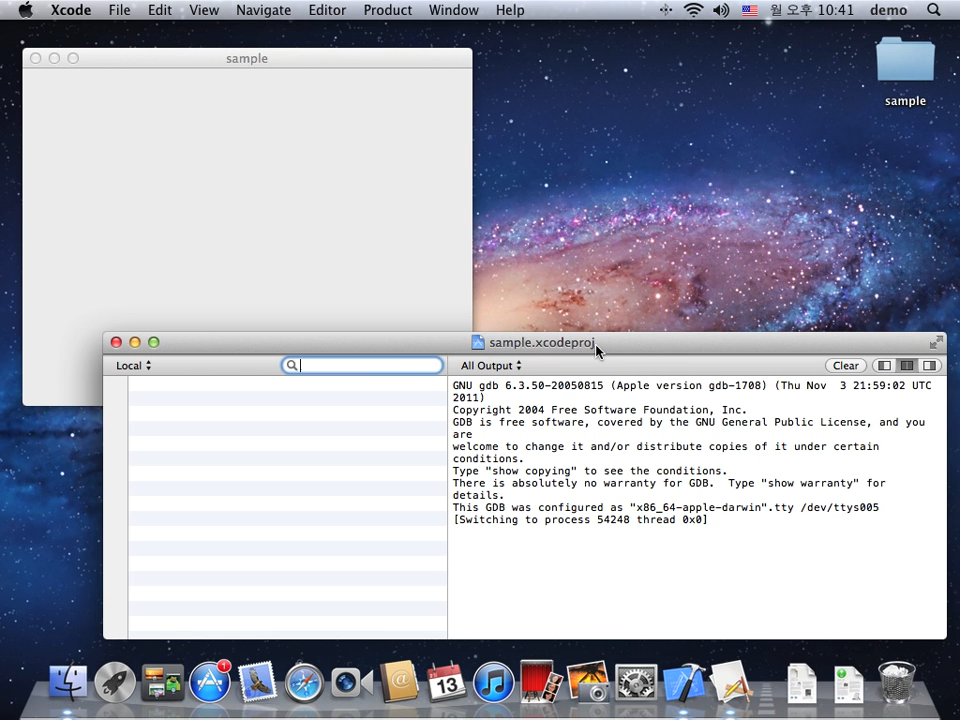 Xcode File Edit View Navigate Editor Product Window Help 월 오후 10:41 demo
sample
sample
sample.xcodeproj
Local All Output Clear
GNU gdb 6.3.50-20050815 (Apple version gdb-1708) (Thu Nov  3 21:59:02 UTC
2011)
Copyright 2004 Free Software Foundation, Inc.
GDB is free software, covered by the GNU General Public License, and you
are
welcome to change it and/or distribute copies of it under certain
conditions.
Type "show copying" to see the conditions.
There is absolutely no warranty for GDB.  Type "show warranty" for
details.
This GDB was configured as "x86_64-apple-darwin".tty /dev/ttys005
[Switching to process 54248 thread 0x0]
1
13